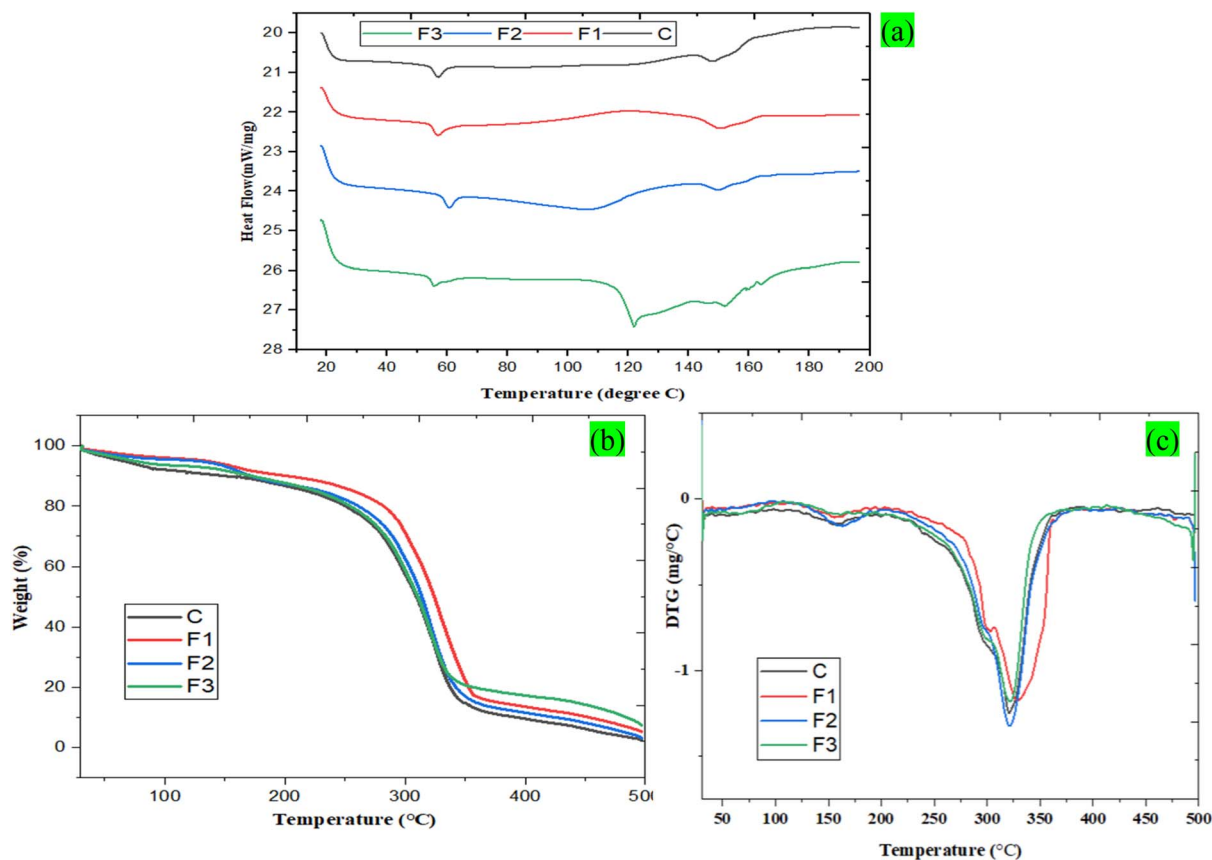 (a)
F3 F2 F1 C
20
21
22
23
24
25
26
27
28
Heat Flow(mW/mg)
20 40 60 80 100 120 140 160 180 200
Temperature (degree C)
(b)
100
80
60
40
20
0
Weight (%)
C
F1
F2
F3
100 200 300 400 500
Temperature (°C)
(c)
0
-1
DTG (mg/°C)
C
F1
F2
F3
50 100 150 200 250 300 350 400 450 500
Temperature (°C)